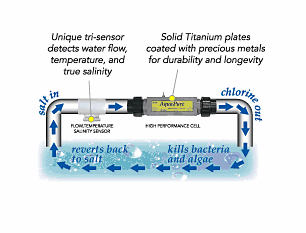 Unique tri-sensor
detects water flow,
temperature, and
true salinity
Solid Titanium plates
coated with precious metals
for durability and longevity
salt in
AquaPure
chlorine out
FLOW,TEMPERATURE
SALINITY SENSOR
HIGH PERFORMANCE CELL
reverts back
to salt
kills bacteria
and algae